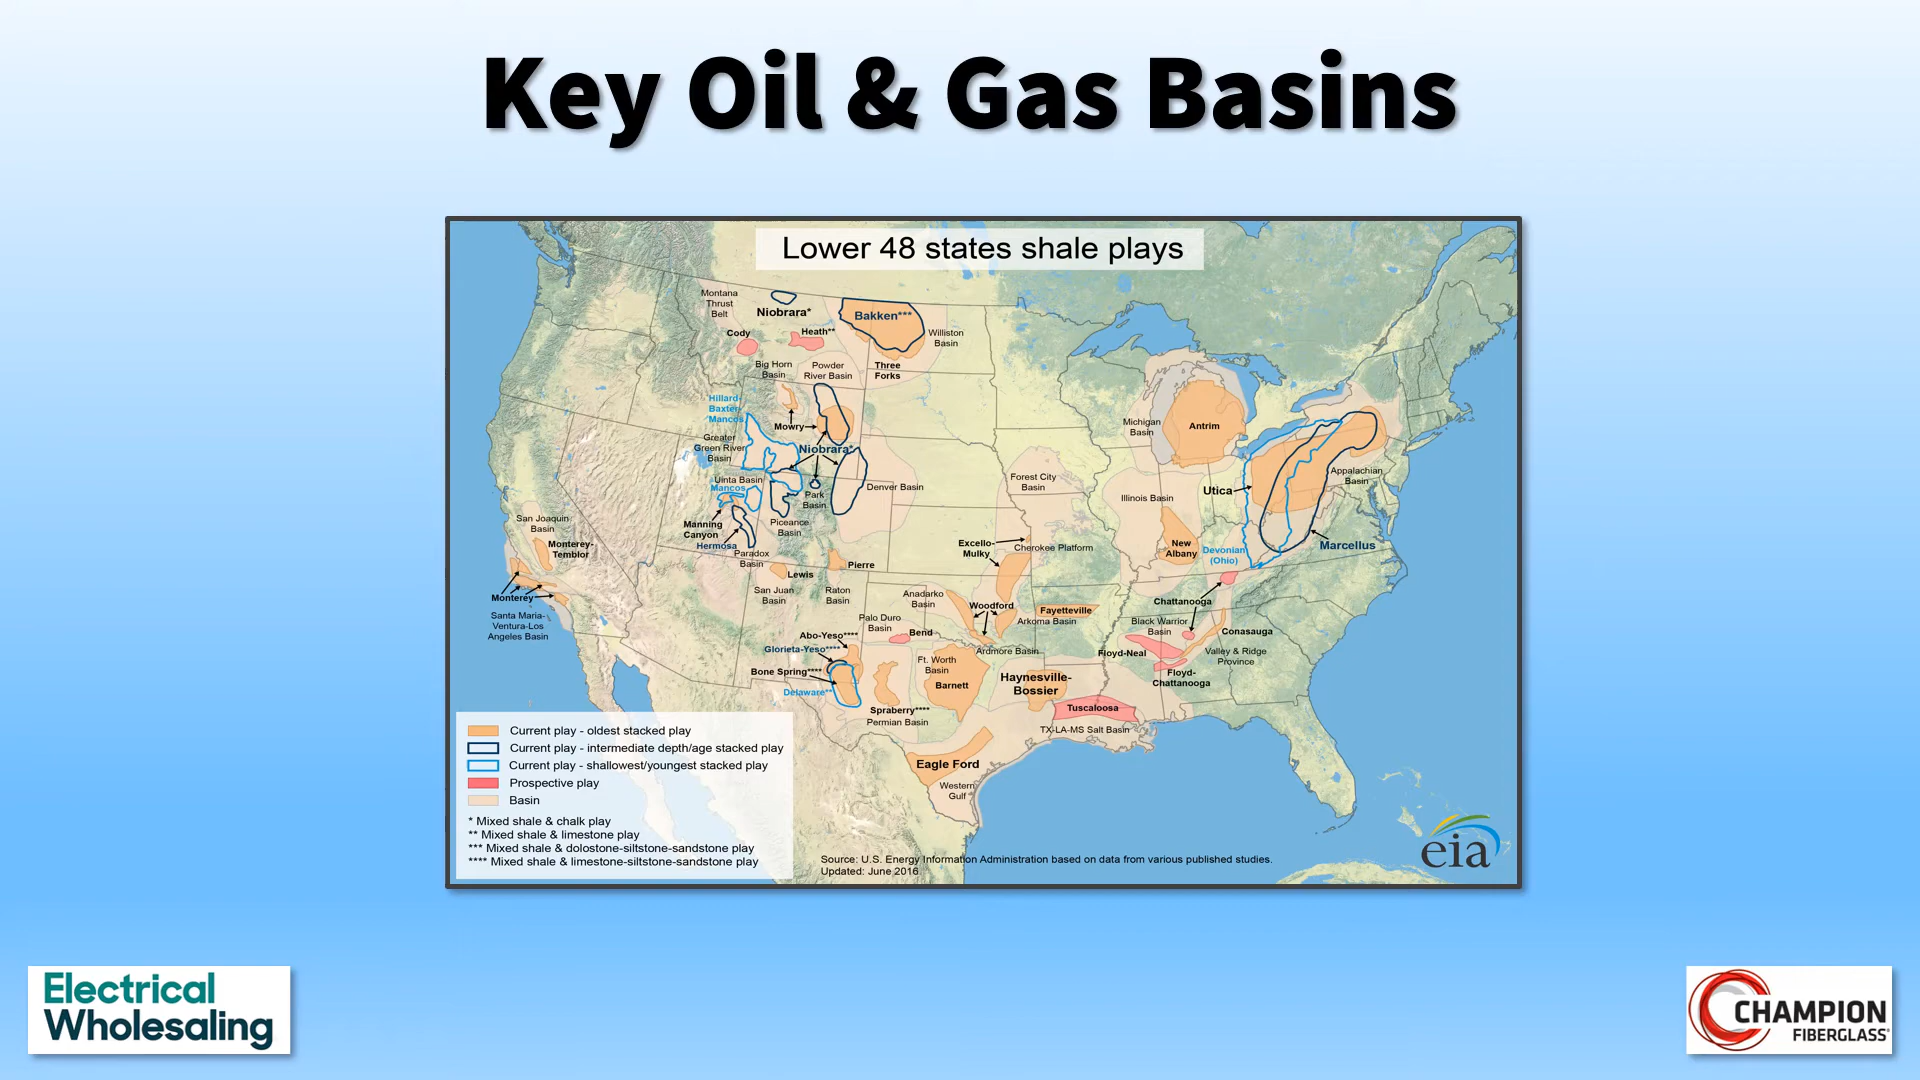 Key Oil & Gas Basins
Lower 48 states shale plays
Montana
Thrust
Belt
Niobrara*
Bakken***
Cody
Heath**
Williston
Basin
Big Horn
Basin
Powder
River Basin
Three
Forks
Hillard-
Baxter-
Mancos
Mowry
Michigan
Basin
Antrim
Greater
Green River
Basin
Niobrara*
Appalachian
Basin
Uinta Basin
Mancos
Park
Basin
Denver Basin
Forest City
Basin
Illinois Basin
Utica
San Joaquin
Basin
Manning
Canyon
Piceance
Basin
Monterey-
Temblor
Hermosa
Paradox
Basin
Excello-
Mulky
Cherokee Platform
New
Albany
Devonian
(Ohio)
Marcellus
Lewis
Pierre
Monterey
San Juan
Basin
Raton
Basin
Anadarko
Basin
Woodford
Fayetteville
Arkoma Basin
Chattanooga
Santa Maria-
Ventura-Los
Angeles Basin
Palo Duro
Basin
Bend
Black Warrior
Basin
Conasauga
Abo-Yeso****
Glorieta-Yeso****
Ardmore Basin
Floyd-Neal
Valley & Ridge
Province
Bone Spring****
Ft. Worth
Basin
Barnett
Haynesville-
Bossier
Floyd-
Chattanooga
Delaware**
Spraberry****
Permian Basin
Tuscaloosa
TX-LA-MS Salt Basin
Eagle Ford
Western
Gulf
Current play - oldest stacked play
Current play - intermediate depth/age stacked play
Current play - shallowest/youngest stacked play
Prospective play
Basin
* Mixed shale & chalk play
** Mixed shale & limestone play
*** Mixed shale & dolostone-siltstone-sandstone play
**** Mixed shale & limestone-siltstone-sandstone play
Source: U.S. Energy Information Administration based on data from various published studies.
Updated: June 2016
eia
Electrical
Wholesaling
CHAMPION
FIBERGLASS®